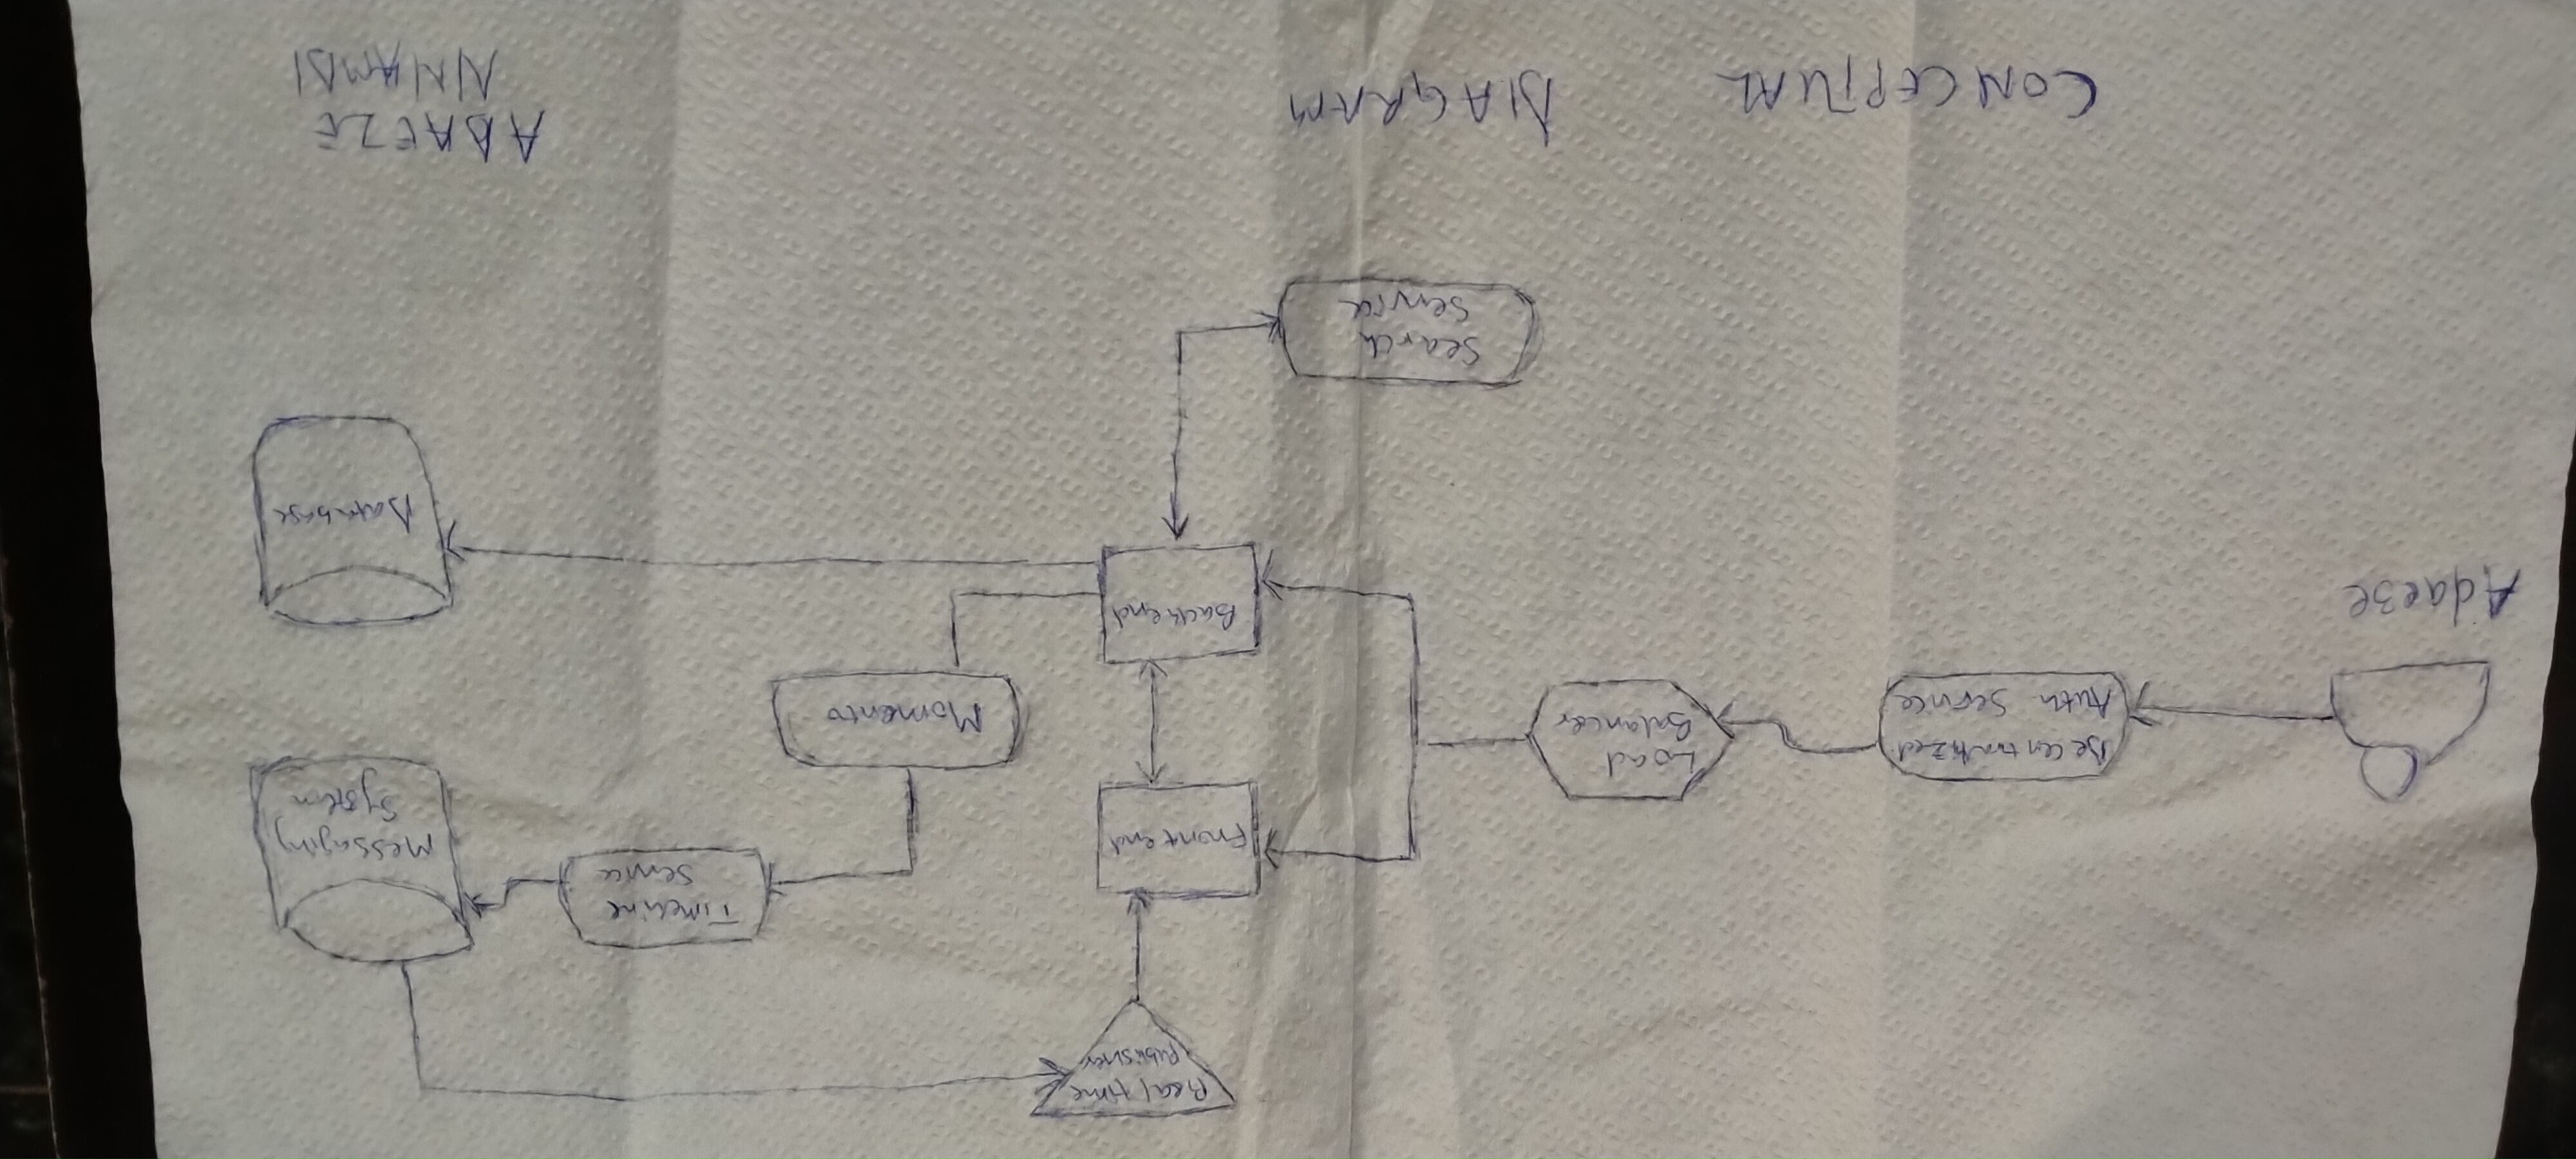 Real time
Publisher
Timeline
Service
Frontend
Messaging
System
Decentralized
Auth Service
Load
Balancer
Momento
Adaeze
Backend
Database
Search
Service
CONCEPTUAL DIAGRAM
ADAEZE
NNAMDI